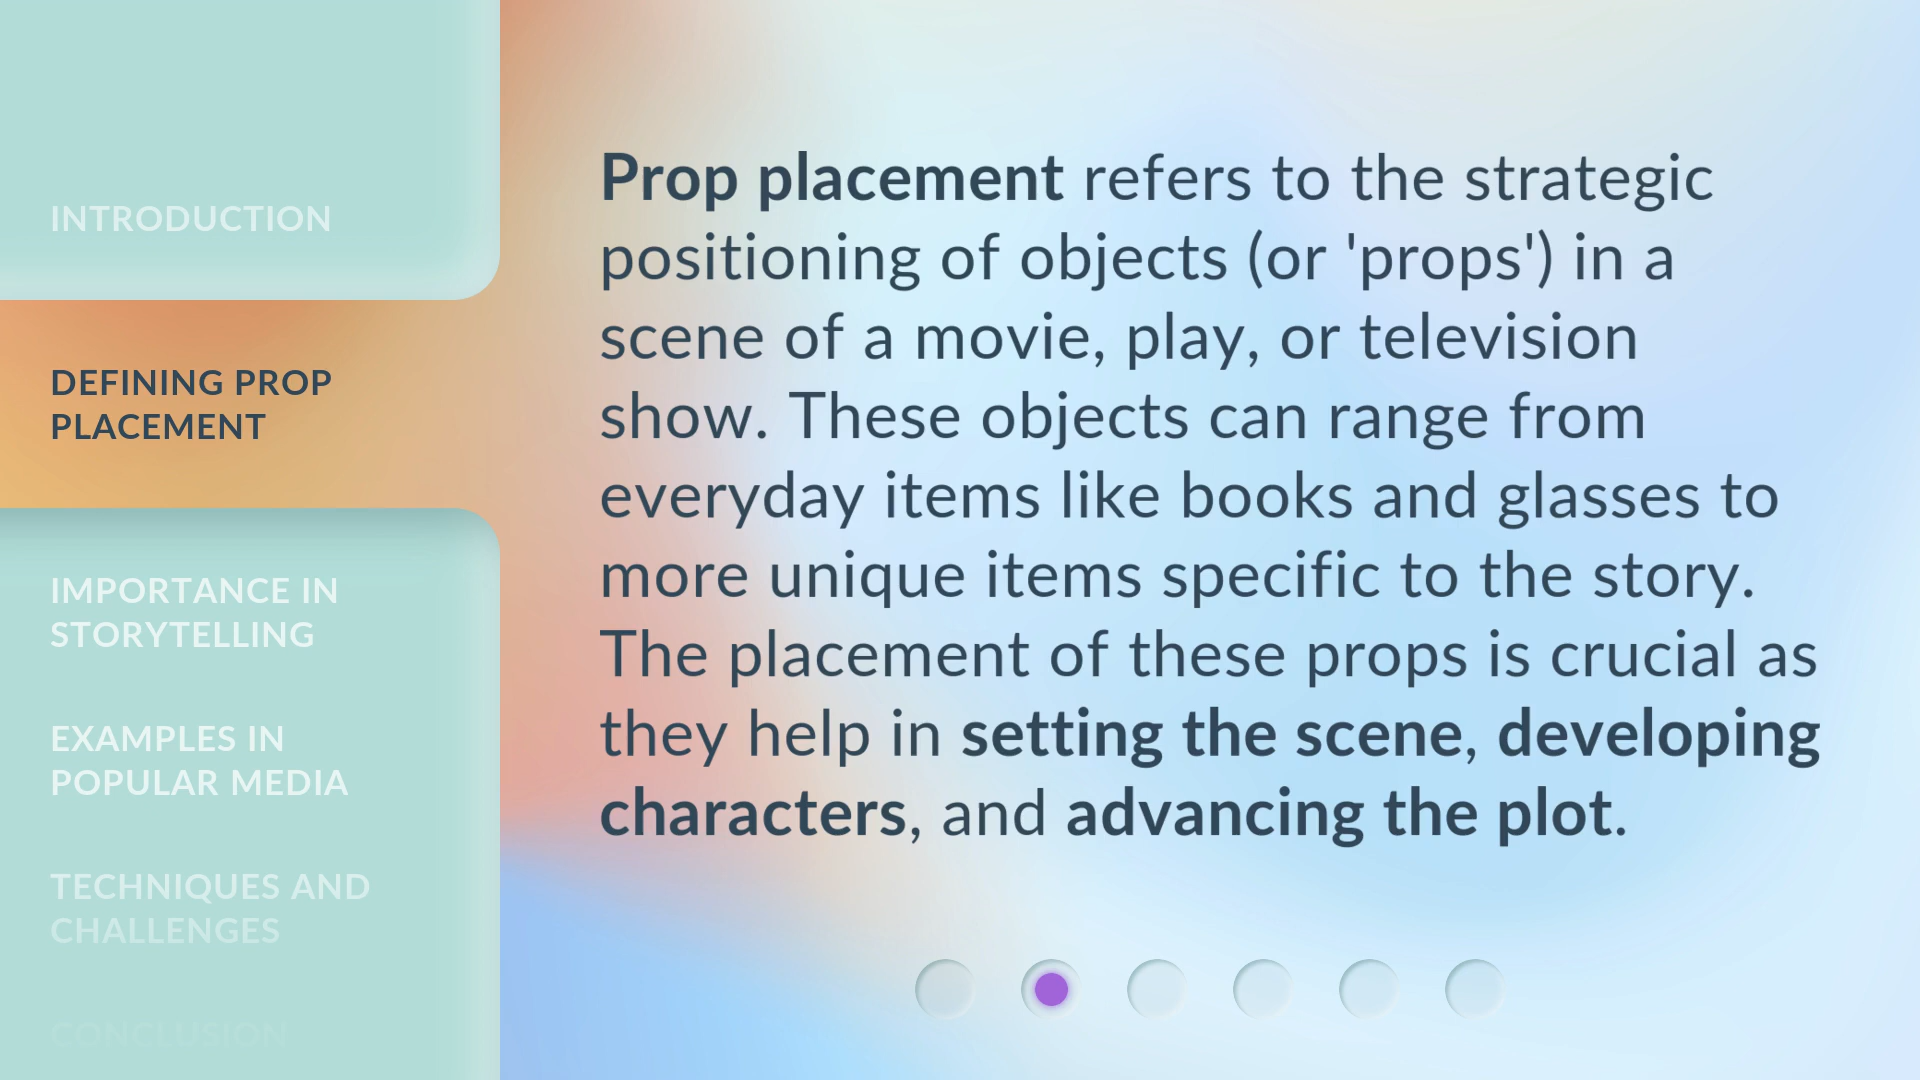 INTRODUCTION
DEFINING PROP
PLACEMENT
IMPORTANCE IN
STORYTELLING
EXAMPLES IN
POPULAR MEDIA
TECHNIQUES AND
CHALLENGES
CONCLUSION
Prop placement refers to the strategic
positioning of objects (or 'props') in a
scene of a movie, play, or television
show. These objects can range from
everyday items like books and glasses to
more unique items specific to the story.
The placement of these props is crucial as
they help in setting the scene, developing
characters, and advancing the plot.